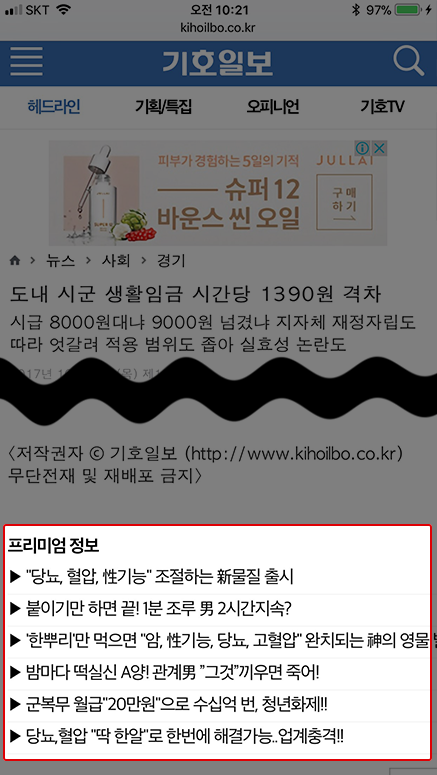 SKT 오전 10:21 97%
kihoilbo.co.kr
기호일보
헤드라인 기획/특집 오피니언 기호TV
피부가 경험하는 5일의 기적 JULLAI
슈퍼 12
바운스 씬 오일
구매
하기
뉴스 > 사회 > 경기
도내 시군 생활임금 시간당 1390원 격차
시급 8000원대냐 9000원 넘겼냐 지자체 재정자립도
따라 엇갈려 적용 범위도 좁아 실효성 논란도
<저작권자 ⓒ 기호일보 (http://www.kihoilbo.co.kr)
무단전재 및 재배포 금지>
프리미엄 정보
▶ "당뇨, 혈압, 性기능" 조절하는 新물질 출시
▶ 붙이기만 하면 끝! 1분 조루 男 2시간지속?
▶ '한뿌리'만 먹으면 "암, 性기능, 당뇨, 고혈압" 완치되는 神의 영물
▶ 밤마다 떡실신 A양! 관계男 ”그것”끼우면 죽어!
▶ 군복무 월급"20만원"으로 수십억 번, 청년화제!!
▶ 당뇨,혈압 "딱 한알"로 한번에 해결가능..업계충격!!